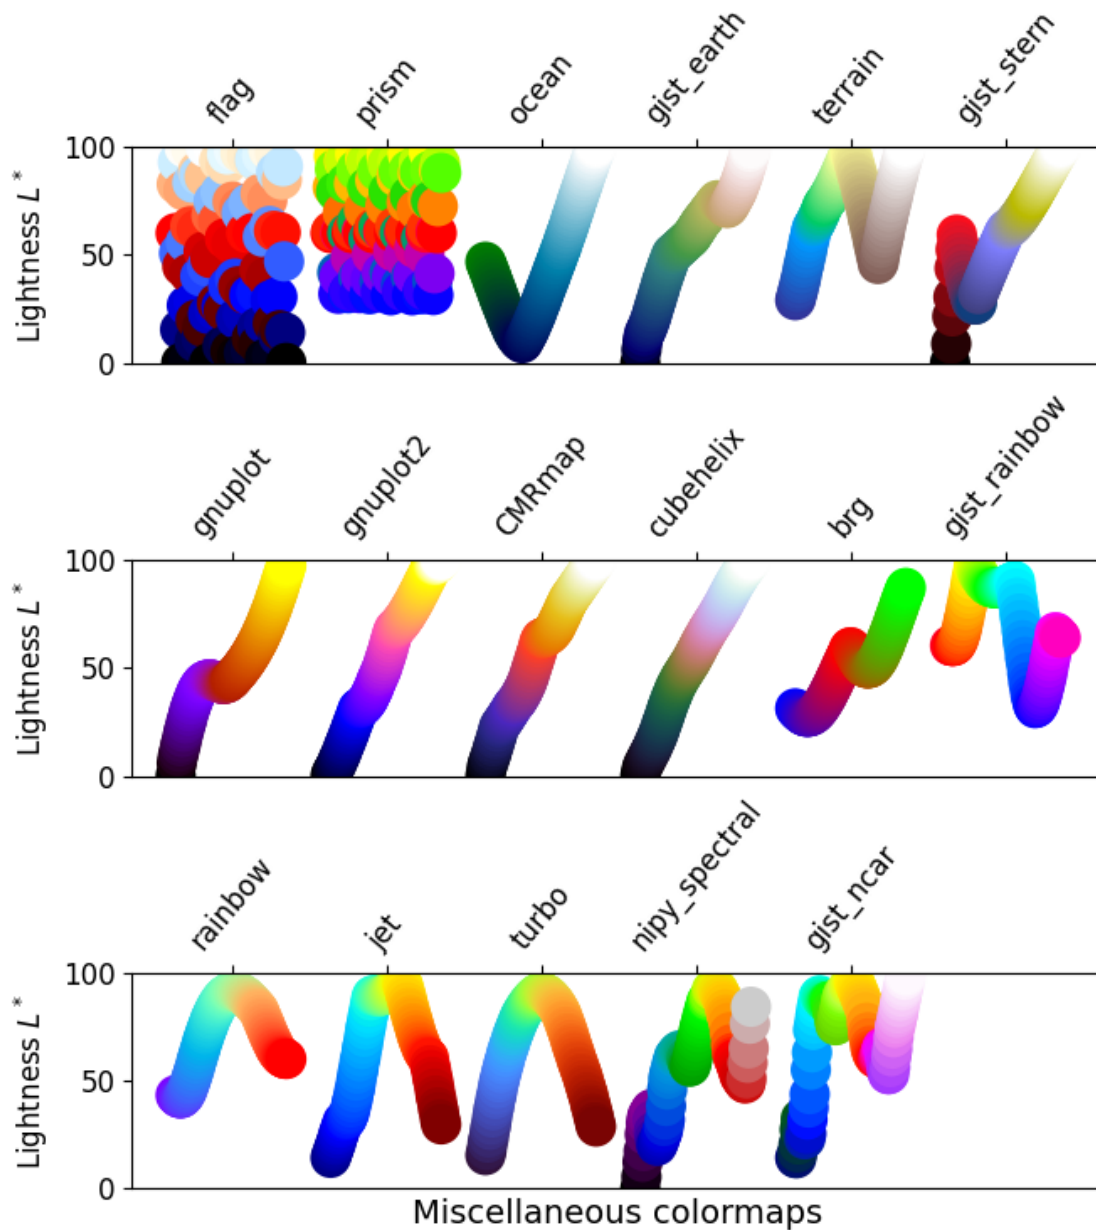 flag prism ocean gist_earth terrain gist_stern
100
50
0
Lightness L*
gnuplot gnuplot2 CMRmap cubehelix brg gist_rainbow
100
50
0
Lightness L*
rainbow jet turbo nipy_spectral gist_ncar
100
50
0
Lightness L*
Miscellaneous colormaps